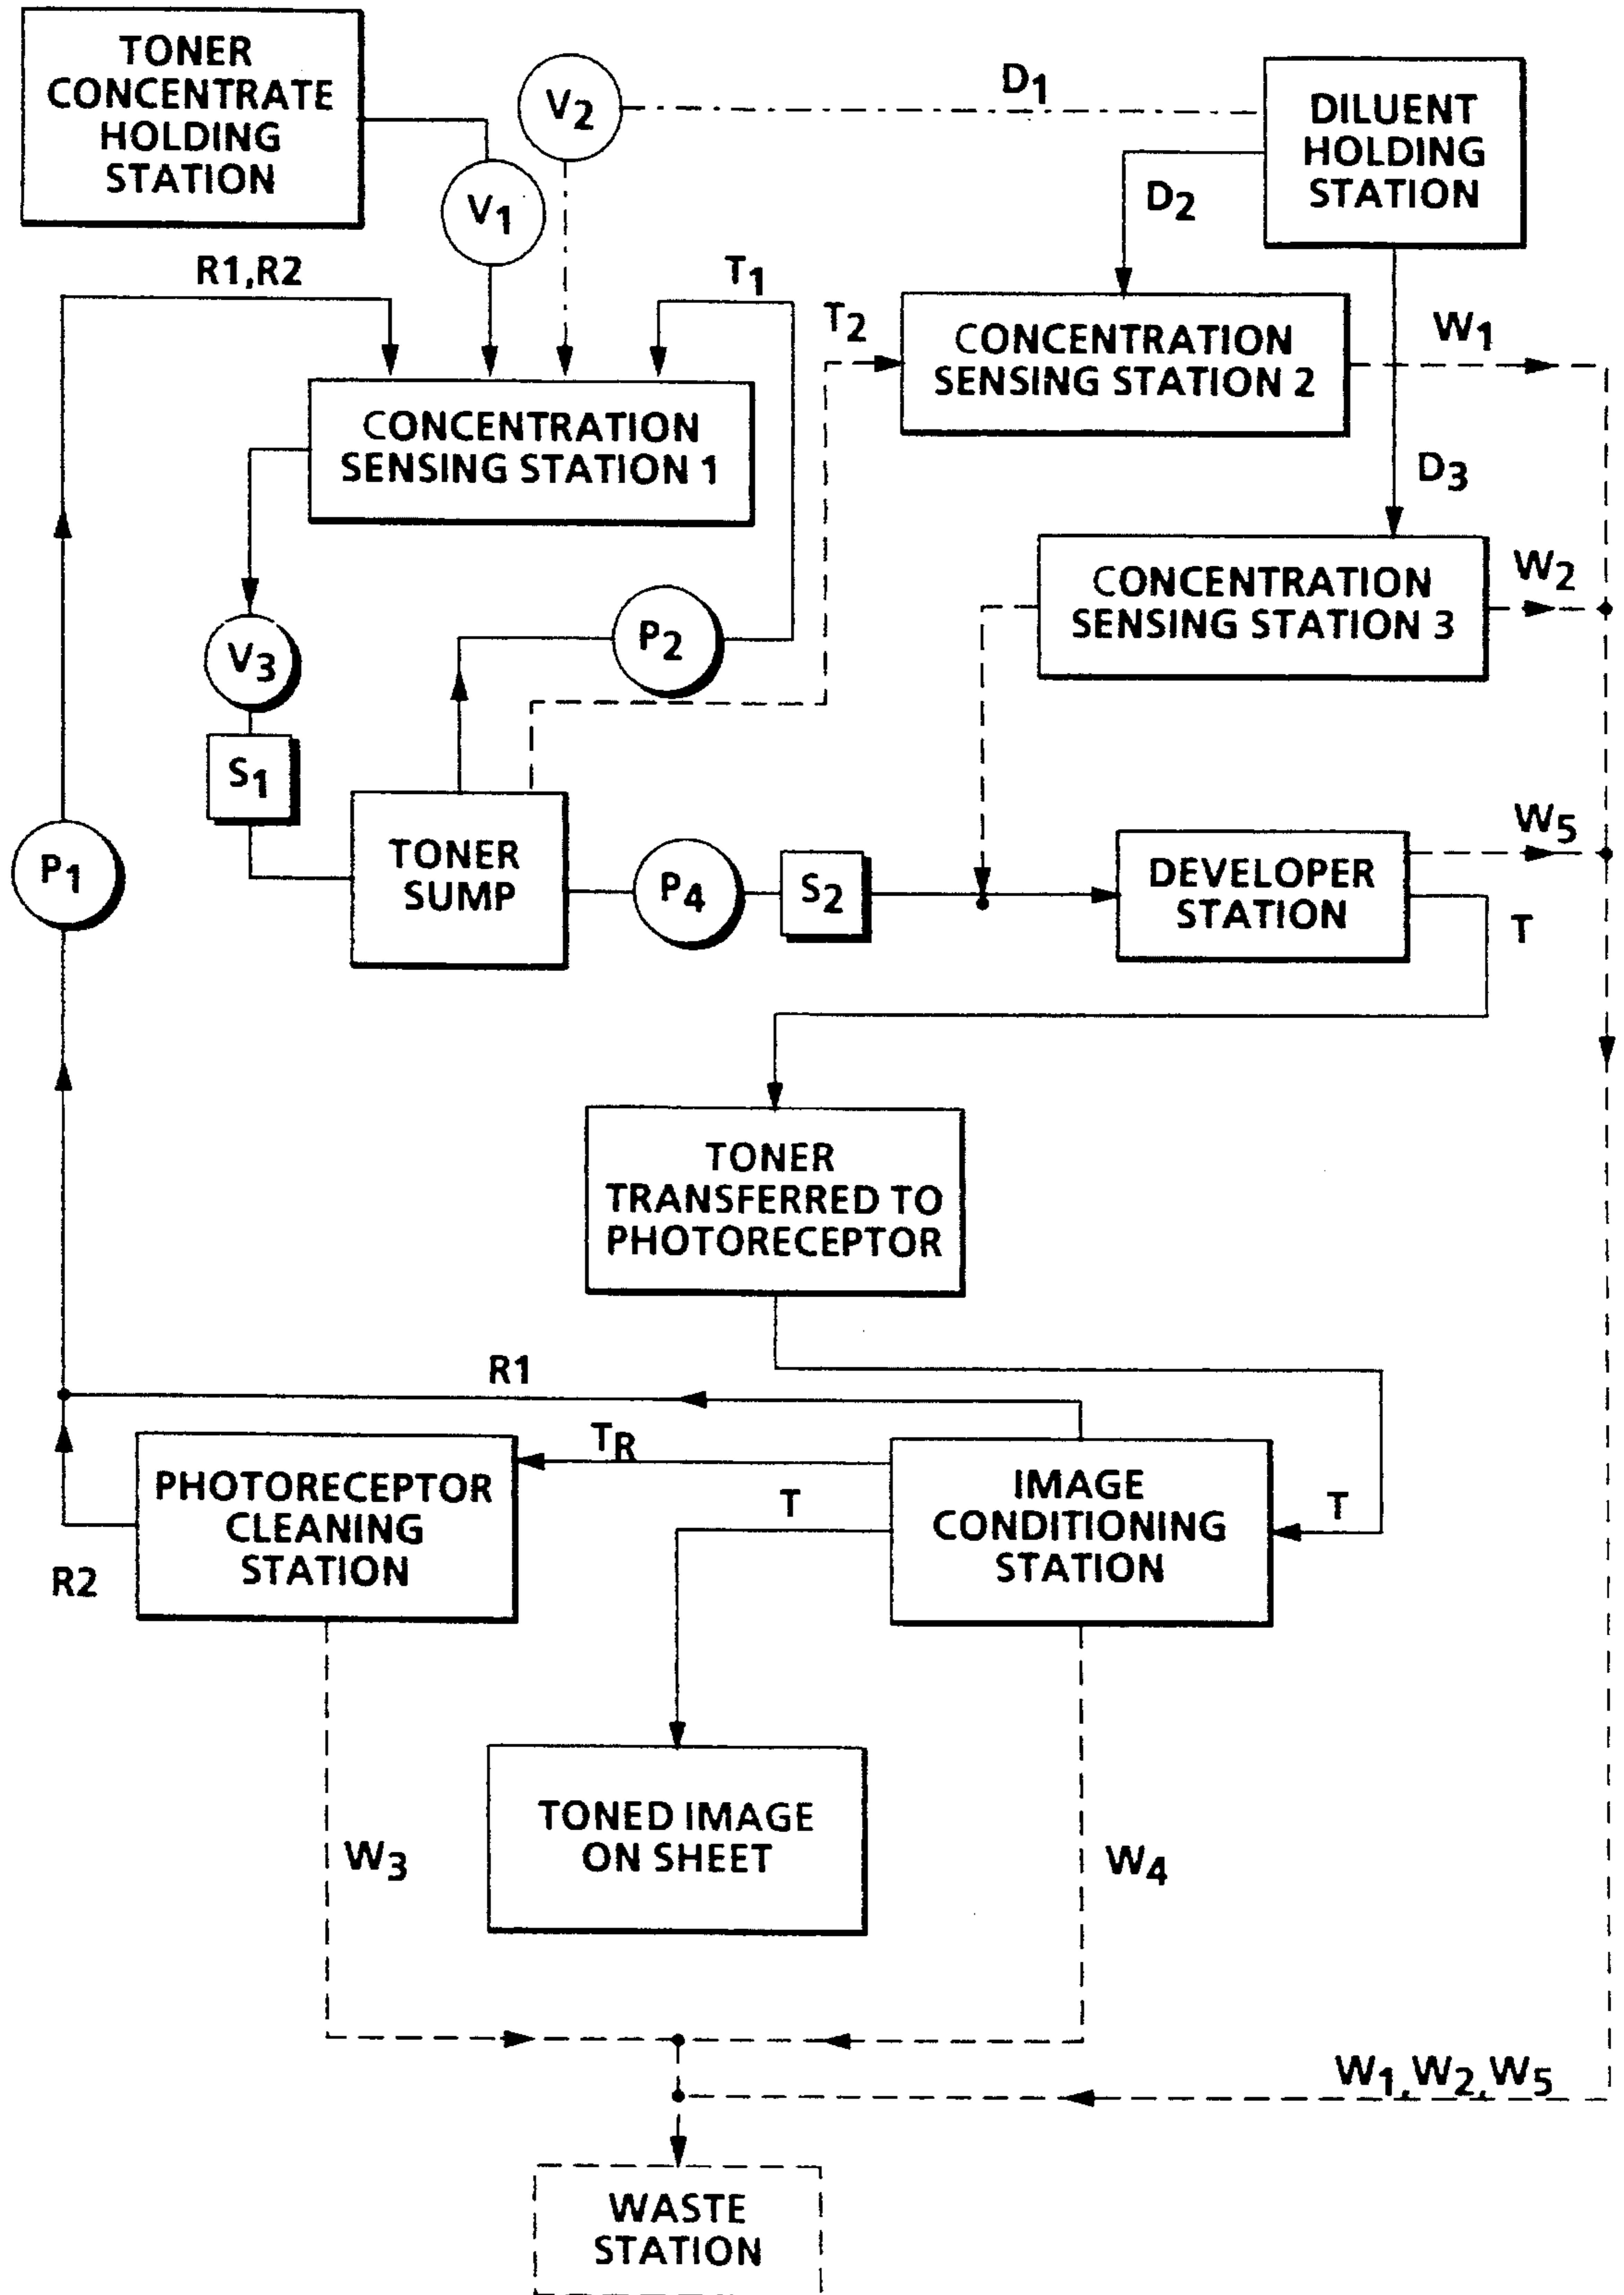 TONER
CONCENTRATE
HOLDING
STATION
V2
D1
DILUENT
HOLDING
STATION
V1
D2
R1,R2
T1
T2
CONCENTRATION
SENSING STATION 2
W1
CONCENTRATION
SENSING STATION 1
D3
CONCENTRATION
SENSING STATION 3
W2
V3
P2
S1
P1
TONER
SUMP
P4
S2
DEVELOPER
STATION
W5
T
TONER
TRANSFERRED TO
PHOTORECEPTOR
R1
TR
PHOTORECEPTOR
CLEANING
STATION
T
IMAGE
CONDITIONING
STATION
T
R2
TONED IMAGE
ON SHEET
W3
W4
W1,W2,W5
WASTE
STATION